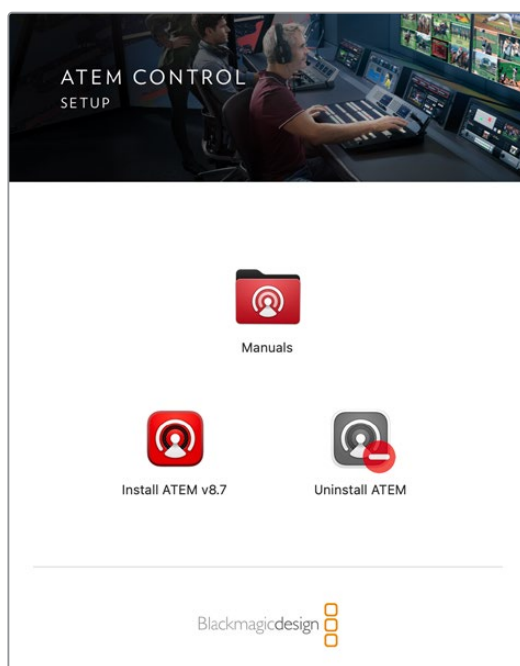 ATEM CONTROL
SETUP
Manuals
Install ATEM v8.7
Uninstall ATEM
Blackmagicdesign